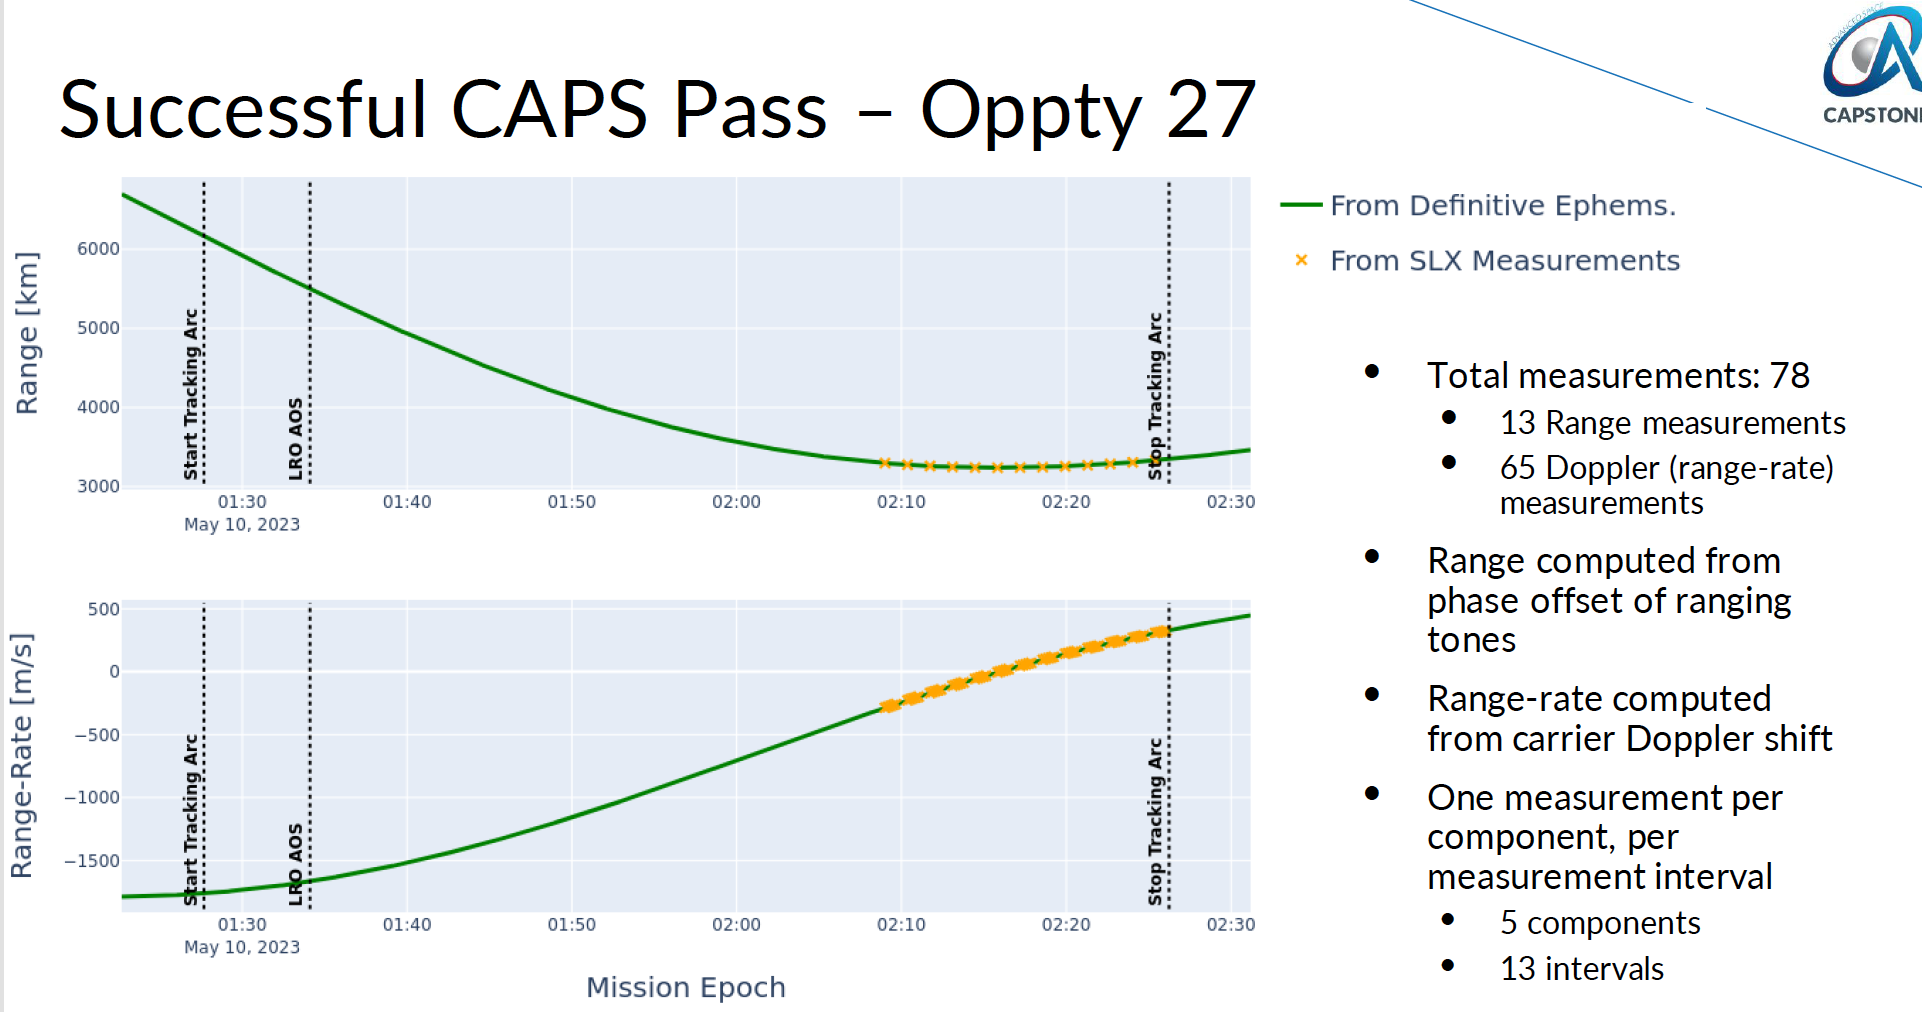 ADVANCED SPACE
CAPSTON
Successful CAPS Pass – Oppty 27
Range [km]
6000
5000
4000
3000
Start Tracking Arc
LRO AOS
Stop Tracking Arc
01:30
01:40
01:50
02:00
02:10
02:20
02:30
May 10, 2023
From Definitive Ephems.
From SLX Measurements
Range-Rate [m/s]
500
0
−500
−1000
−1500
Start Tracking Arc
LRO AOS
Stop Tracking Arc
01:30
01:40
01:50
02:00
02:10
02:20
02:30
May 10, 2023
Mission Epoch
• Total measurements: 78
• 13 Range measurements
• 65 Doppler (range-rate)
measurements
• Range computed from
phase offset of ranging
tones
• Range-rate computed
from carrier Doppler shift
• One measurement per
component, per
measurement interval
• 5 components
• 13 intervals